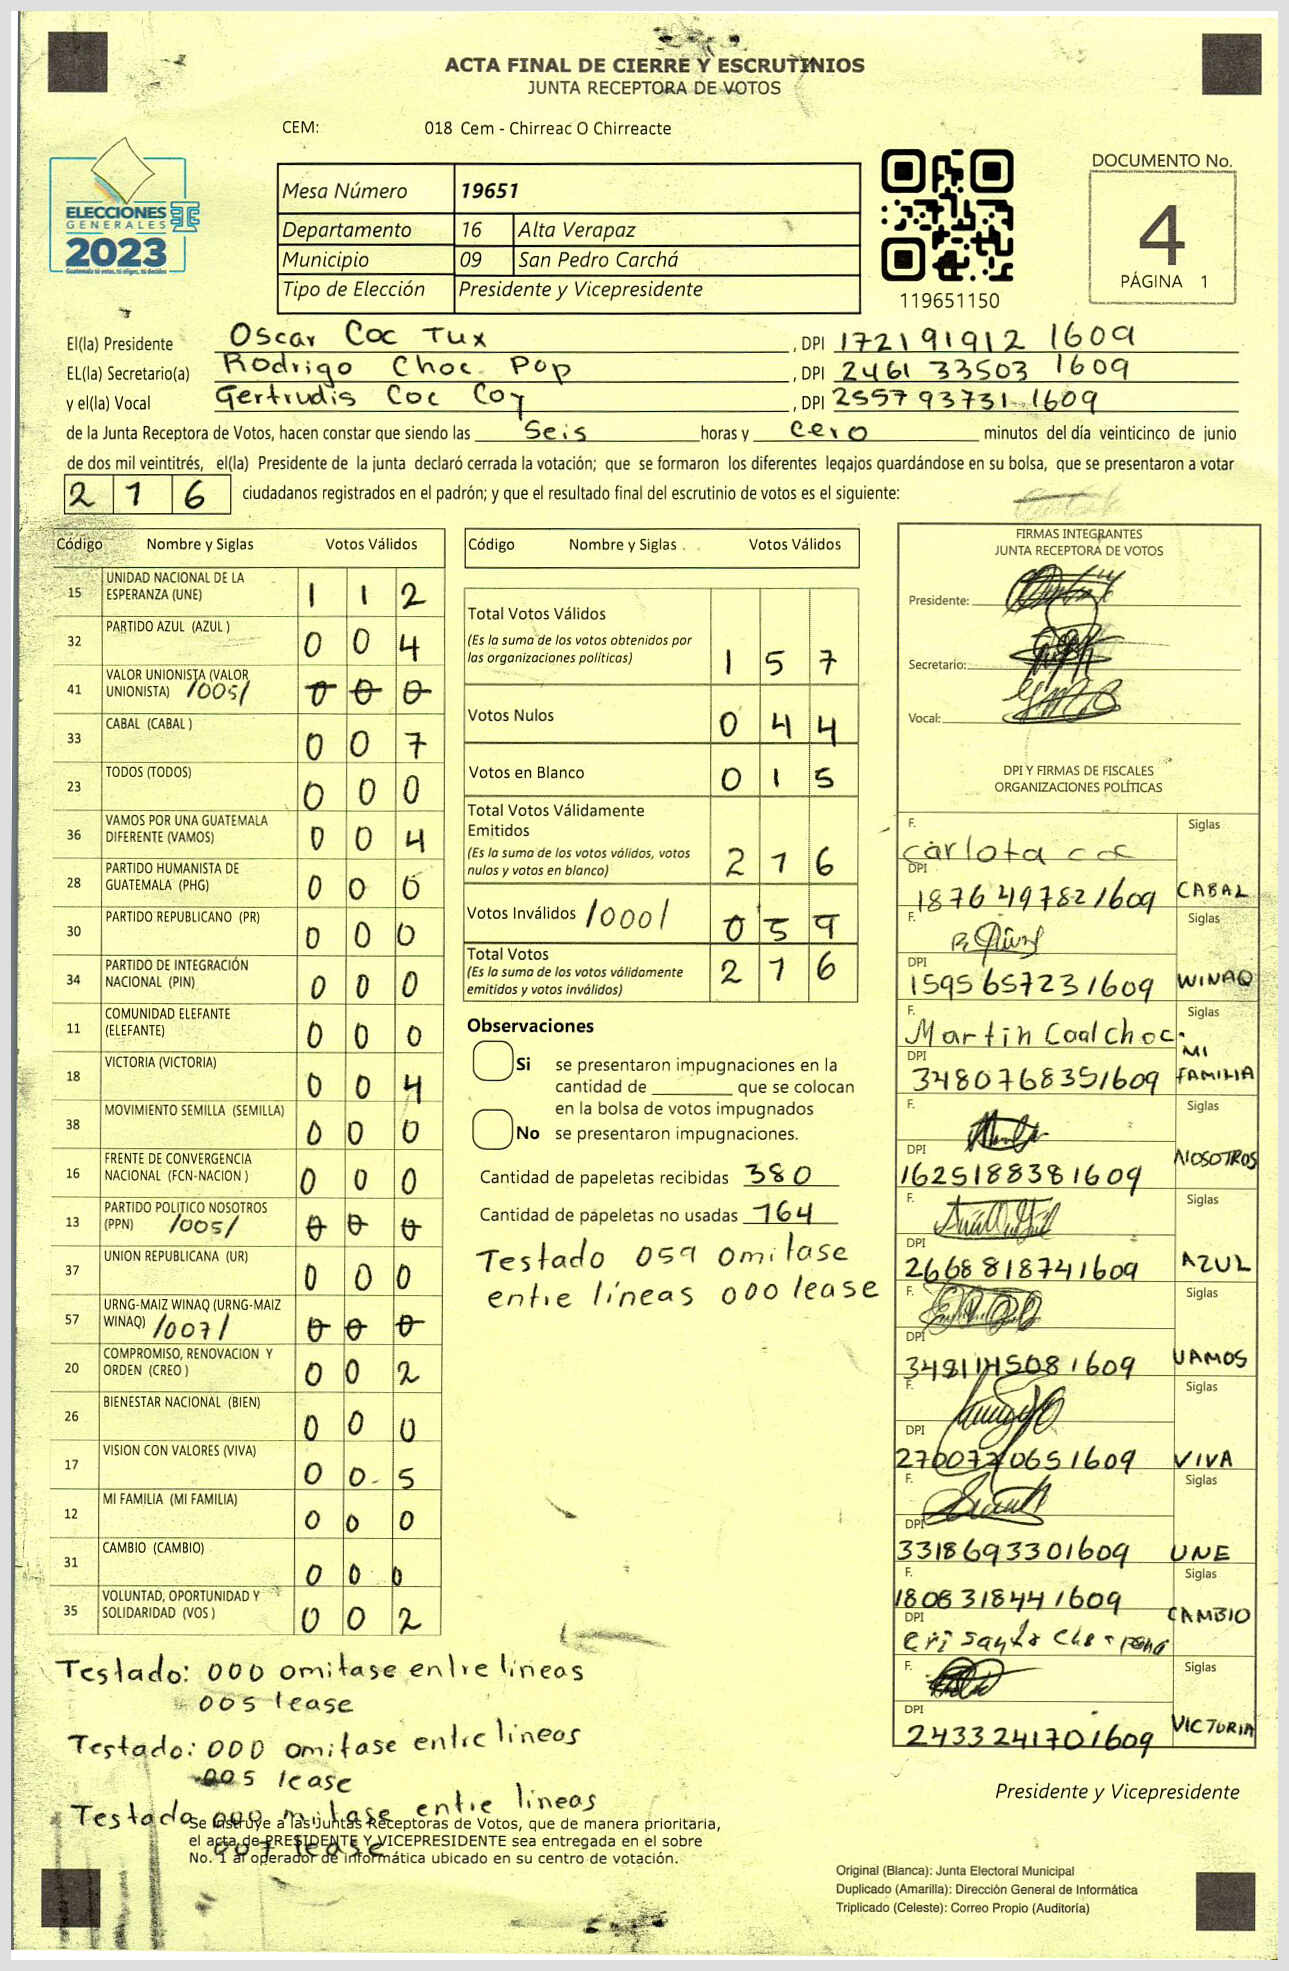 ACTA FINAL DE CIERRE Y ESCRUTINIOS
JUNTA RECEPTORA DE VOTOS
CEM: 018 Cem - Chirreac O Chirreacte
ELECCIONES
GENERALES
2023
Guatemala tú votas, tú eliges, tú decides
Mesa Número 19651
Departamento 16 Alta Verapaz
Municipio 09 San Pedro Carchá
Tipo de Elección Presidente y Vicepresidente
119651150
DOCUMENTO No.
4
PÁGINA 1
El(la) Presidente Oscar Coc Tux , DPI 172191912 1609
EL(la) Secretario(a) Rodrigo Choc Pop , DPI 2461 33503 1609
y el(la) Vocal Gertrudis Coc Coy , DPI 255793731 1609
de la Junta Receptora de Votos, hacen constar que siendo las Seis horas y cero minutos del día veinticinco de junio
de dos mil veintitrés, el(la) Presidente de la junta declaró cerrada la votación; que se formaron los diferentes legajos guardándose en su bolsa, que se presentaron a votar
216 ciudadanos registrados en el padrón; y que el resultado final del escrutinio de votos es el siguiente:
Código Nombre y Siglas Votos Válidos
15 UNIDAD NACIONAL DE LA ESPERANZA (UNE) 1 1 2
32 PARTIDO AZUL (AZUL ) 0 0 4
41 VALOR UNIONISTA (VALOR UNIONISTA) /005/ 0 0 0
33 CABAL (CABAL ) 0 0 7
23 TODOS (TODOS) 0 0 0
36 VAMOS POR UNA GUATEMALA DIFERENTE (VAMOS) 0 0 4
28 PARTIDO HUMANISTA DE GUATEMALA (PHG) 0 0 0
30 PARTIDO REPUBLICANO (PR) 0 0 0
34 PARTIDO DE INTEGRACIÓN NACIONAL (PIN) 0 0 0
11 COMUNIDAD ELEFANTE (ELEFANTE) 0 0 0
18 VICTORIA (VICTORIA) 0 0 4
38 MOVIMIENTO SEMILLA (SEMILLA) 0 0 0
16 FRENTE DE CONVERGENCIA NACIONAL (FCN-NACION ) 0 0 0
13 PARTIDO POLITICO NOSOTROS (PPN) /005/ 0 0 0
37 UNION REPUBLICANA (UR) 0 0 0
57 URNG-MAIZ WINAQ (URNG-MAIZ WINAQ) /007/ 0 0 0
20 COMPROMISO, RENOVACION Y ORDEN (CREO ) 0 0 2
26 BIENESTAR NACIONAL (BIEN) 0 0 0
17 VISION CON VALORES (VIVA) 0 0 5
12 MI FAMILIA (MI FAMILIA) 0 0 0
31 CAMBIO (CAMBIO) 0 0 0
35 VOLUNTAD, OPORTUNIDAD Y SOLIDARIDAD (VOS ) 0 0 2
Testado: 000 omitase entre lineas
005 lease
Testado: 000 omitase entre lineos
005 lease
Testado 000 mitase entre lineas
007 lease
Se instruye a las Juntas Receptoras de Votos, que de manera prioritaria,
el acta de PRESIDENTE Y VICEPRESIDENTE sea entregada en el sobre
No. 1 al operador de informática ubicado en su centro de votación.
Código Nombre y Siglas Votos Válidos
Total Votos Válidos
(Es la suma de los votos obtenidos por
las organizaciones políticas) 1 5 7
Votos Nulos 0 4 4
Votos en Blanco 0 1 5
Total Votos Válidamente
Emitidos
(Es la suma de los votos válidos, votos
nulos y votos en blanco) 2 1 6
Votos Inválidos /000/ 0 5 9
Total Votos
(Es la suma de los votos válidamente
emitidos y votos inválidos) 2 1 6
Observaciones
Si se presentaron impugnaciones en la
cantidad de ________ que se colocan
en la bolsa de votos impugnados
No se presentaron impugnaciones.
Cantidad de papeletas recibidas 380
Cantidad de papeletas no usadas 164
Testado 059 omitase
entre líneas 000 lease
FIRMAS INTEGRANTES
JUNTA RECEPTORA DE VOTOS
Presidente:
Secretario:
Vocal:
DPI Y FIRMAS DE FISCALES
ORGANIZACIONES POLÍTICAS
F. carlota coc Siglas
DPI 1876497821609 CABAL
F. Siglas
DPI 1595657231609 WINAQ
F. Martin Caal choc. Siglas
DPI 3480768351609 MI FAMILIA
F. Siglas
DPI 1625188381609 NOSOTROS
F. Siglas
DPI 2668818741609 AZUL
F. Siglas
DPI 3481145081609 VAMOS
F. Siglas
DPI 2700720651609 VIVA
F. Siglas
DPI 3318693301609 UNE
F. 1808318441609 Siglas
DPI CAMBIO
F. Siglas
DPI 2433241701609 VICTORIA
Presidente y Vicepresidente
Original (Blanca): Junta Electoral Municipal
Duplicado (Amarilla): Dirección General de Informática
Triplicado (Celeste): Correo Propio (Auditoría)